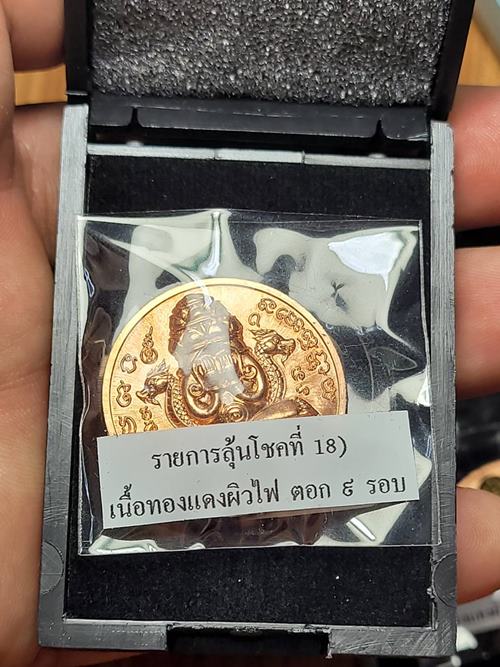 รายการลุ้นโชคที่ 18)
เนื้อทองแดงผิวไฟ ตอก ๙ รอบ